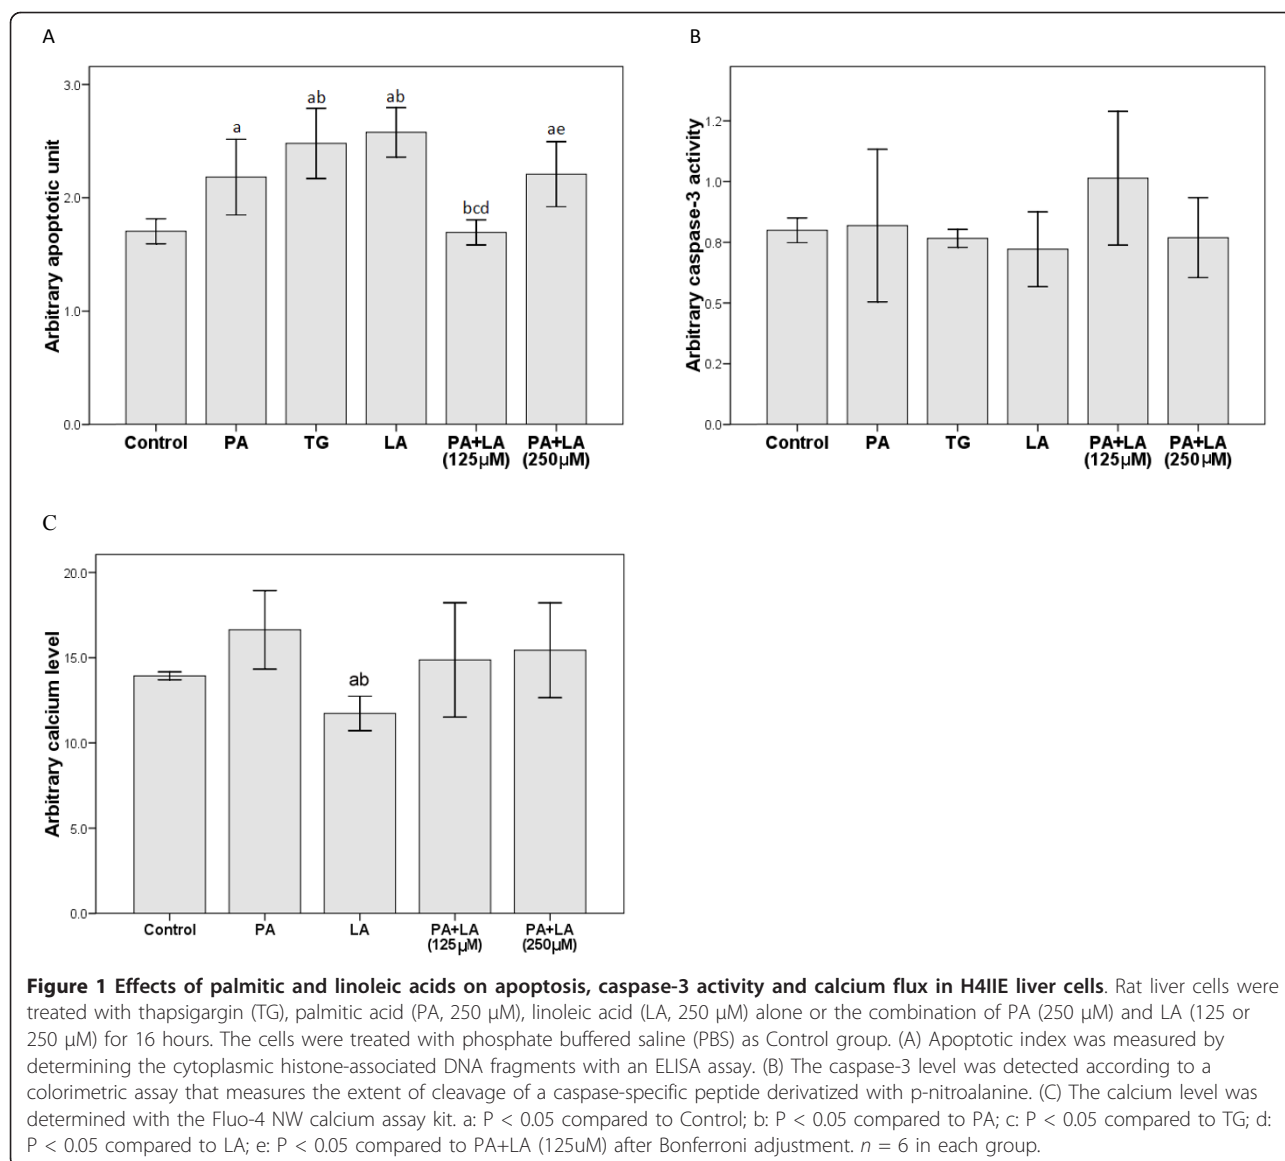 A
Arbitrary apoptotic unit
3.0
2.0
1.0
0.0
a
ab
ab
bcd
ae
Control PA TG LA PA+LA PA+LA
(125µM) (250µM)
B
Arbitrary caspase-3 activity
1.2
1.0
0.8
0.5
0.2
0.0
Control PA TG LA PA+LA PA+LA
(125µM) (250µM)
C
Arbitrary calcium level
20.0
15.0
10.0
5.0
0.0
ab
Control PA LA PA+LA PA+LA
(125µM) (250µM)
Figure 1 Effects of palmitic and linoleic acids on apoptosis, caspase-3 activity and calcium flux in H4IIE liver cells. Rat liver cells were
treated with thapsigargin (TG), palmitic acid (PA, 250 µM), linoleic acid (LA, 250 µM) alone or the combination of PA (250 µM) and LA (125 or
250 µM) for 16 hours. The cells were treated with phosphate buffered saline (PBS) as Control group. (A) Apoptotic index was measured by
determining the cytoplasmic histone-associated DNA fragments with an ELISA assay. (B) The caspase-3 level was detected according to a
colorimetric assay that measures the extent of cleavage of a caspase-specific peptide derivatized with p-nitroalanine. (C) The calcium level was
determined with the Fluo-4 NW calcium assay kit. a: P < 0.05 compared to Control; b: P < 0.05 compared to PA; c: P < 0.05 compared to TG; d:
P < 0.05 compared to LA; e: P < 0.05 compared to PA+LA (125uM) after Bonferroni adjustment. n = 6 in each group.